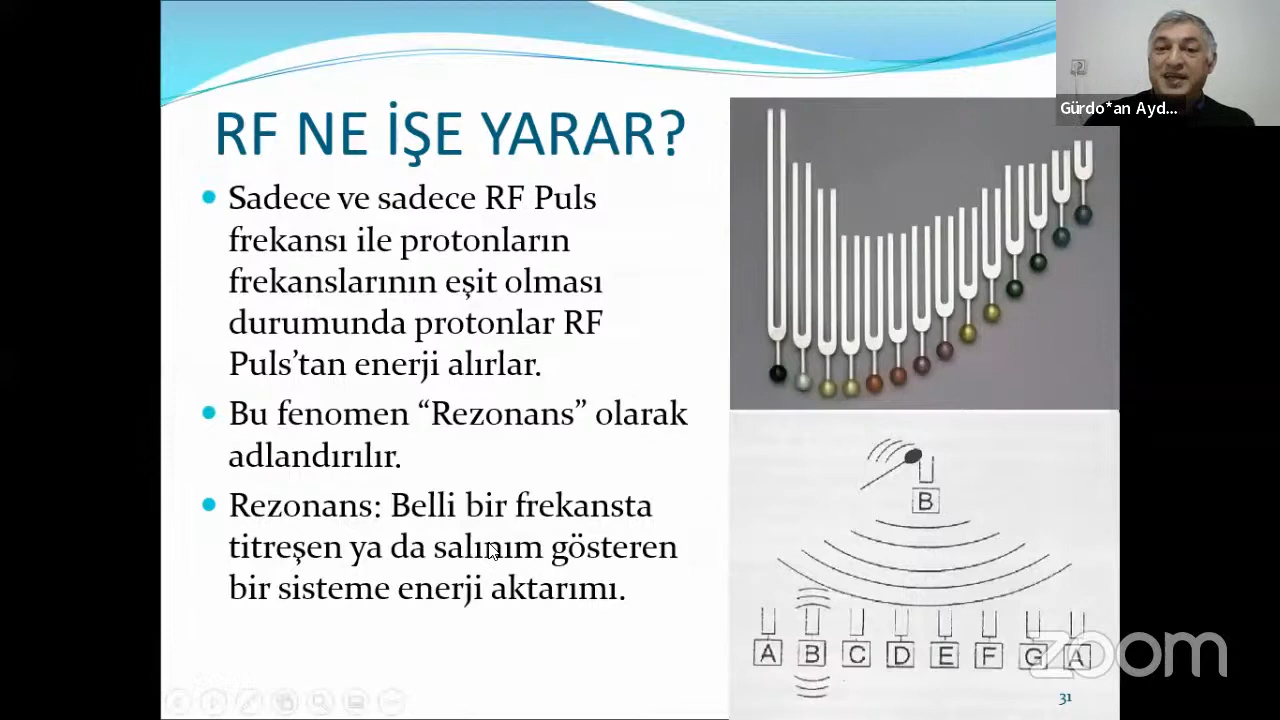 Gürdo*an Ayd...
RF NE İŞE YARAR?
Sadece ve sadece RF Puls
frekansı ile protonların
frekanslarının eşit olması
durumunda protonlar RF
Puls’tan enerji alırlar.
Bu fenomen “Rezonans” olarak
adlandırılır.
Rezonans: Belli bir frekansta
titreşen ya da salınım gösteren
bir sisteme enerji aktarımı.
B
A B C D E F G A
zoom
31